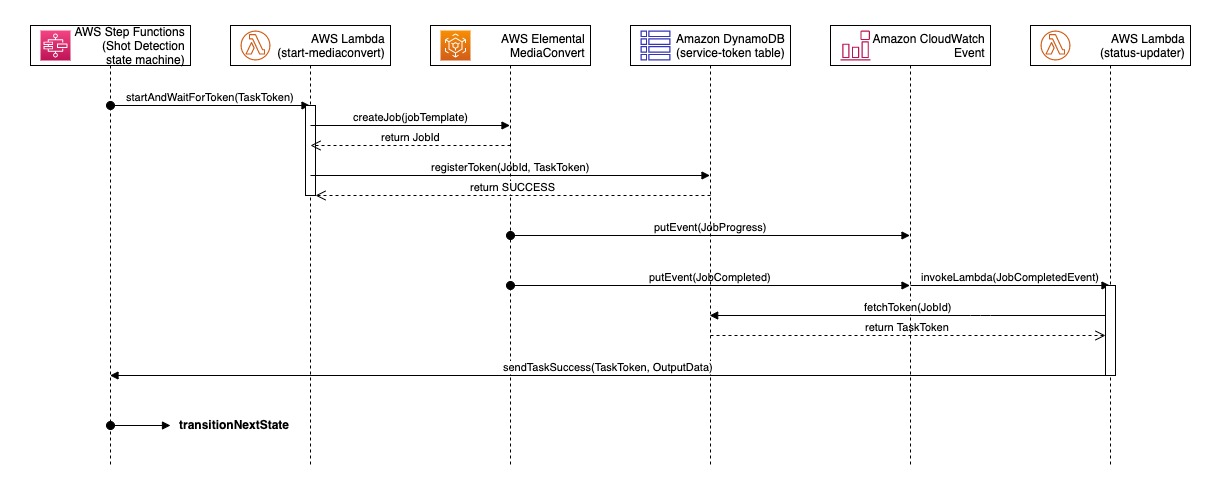 AWS Step Functions
(Shot Detection
state machine)
AWS Lambda
(start-mediaconvert)
AWS Elemental
MediaConvert
Amazon DynamoDB
(service-token table)
Amazon CloudWatch
Event
AWS Lambda
(status-updater)
startAndWaitForToken(TaskToken)
createJob(jobTemplate)
return JobId
registerToken(JobId, TaskToken)
return SUCCESS
putEvent(JobProgress)
putEvent(JobCompleted)
invokeLambda(JobCompletedEvent)
fetchToken(JobId)
return TaskToken
sendTaskSuccess(TaskToken, OutputData)
transitionNextState